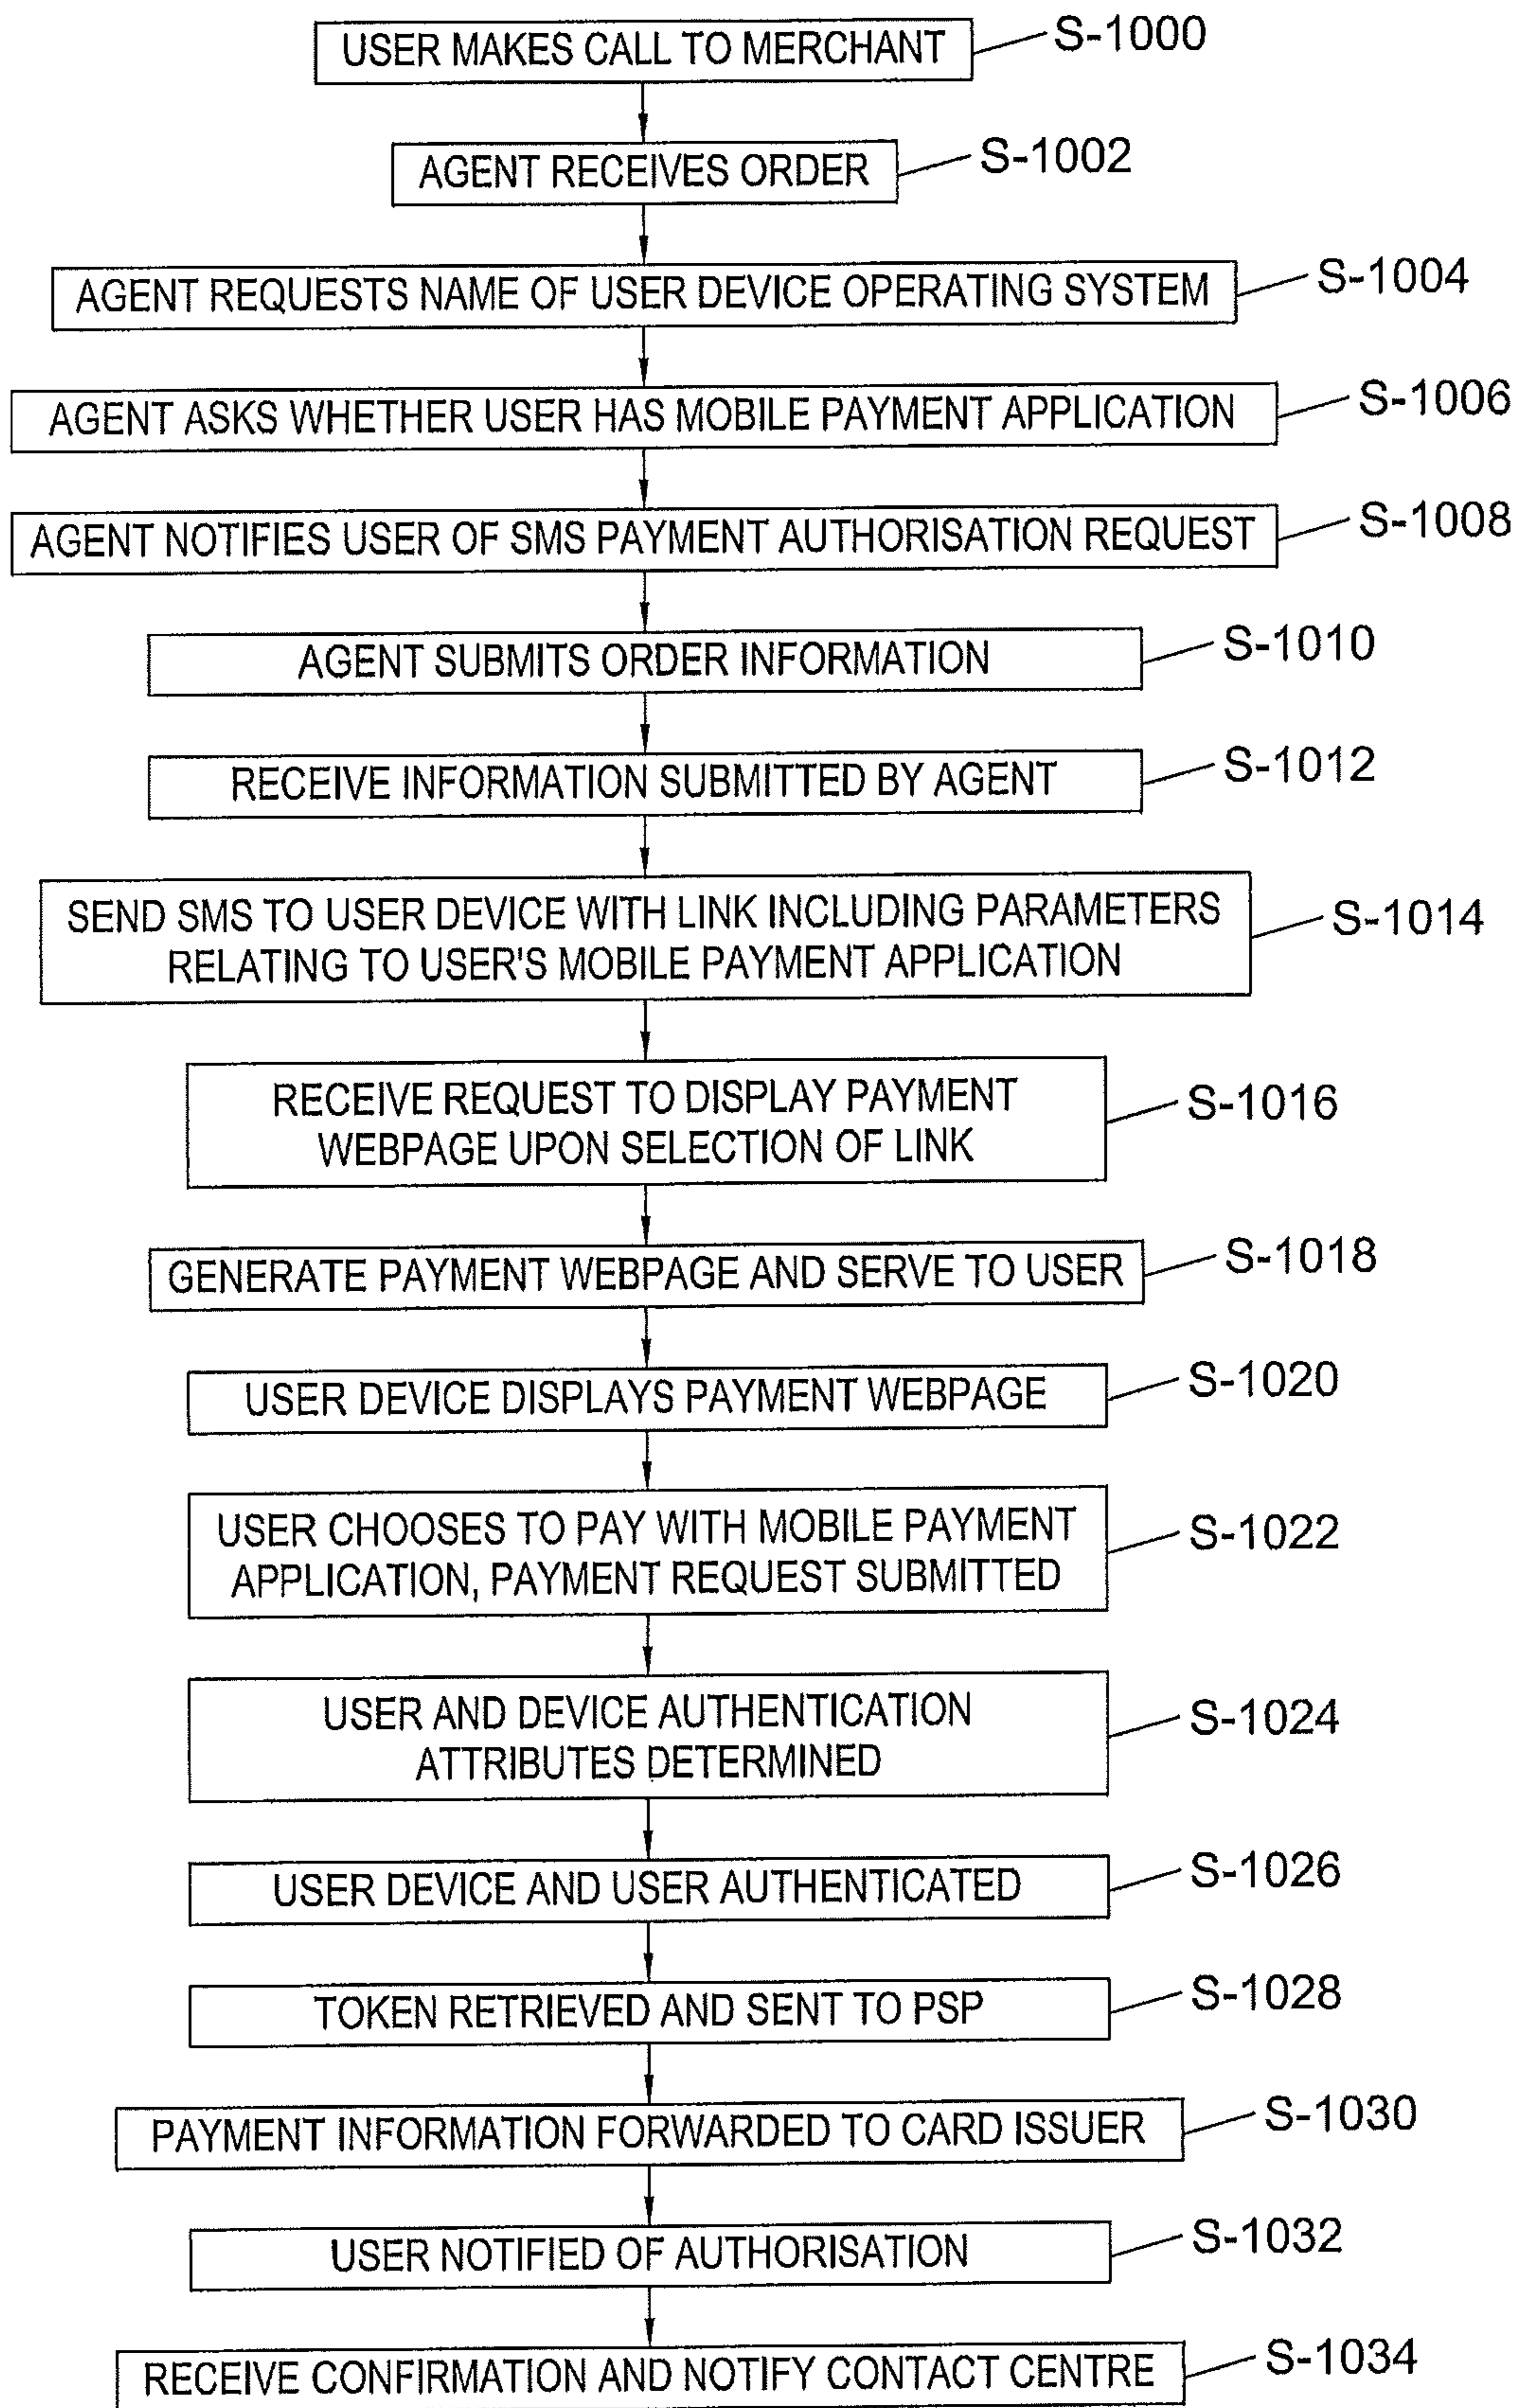 USER MAKES CALL TO MERCHANT
S-1000
AGENT RECEIVES ORDER
S-1002
AGENT REQUESTS NAME OF USER DEVICE OPERATING SYSTEM
S-1004
AGENT ASKS WHETHER USER HAS MOBILE PAYMENT APPLICATION
S-1006
AGENT NOTIFIES USER OF SMS PAYMENT AUTHORISATION REQUEST
S-1008
AGENT SUBMITS ORDER INFORMATION
S-1010
RECEIVE INFORMATION SUBMITTED BY AGENT
S-1012
SEND SMS TO USER DEVICE WITH LINK INCLUDING PARAMETERS
RELATING TO USER'S MOBILE PAYMENT APPLICATION
S-1014
RECEIVE REQUEST TO DISPLAY PAYMENT
WEBPAGE UPON SELECTION OF LINK
S-1016
GENERATE PAYMENT WEBPAGE AND SERVE TO USER
S-1018
USER DEVICE DISPLAYS PAYMENT WEBPAGE
S-1020
USER CHOOSES TO PAY WITH MOBILE PAYMENT
APPLICATION, PAYMENT REQUEST SUBMITTED
S-1022
USER AND DEVICE AUTHENTICATION
ATTRIBUTES DETERMINED
S-1024
USER DEVICE AND USER AUTHENTICATED
S-1026
TOKEN RETRIEVED AND SENT TO PSP
S-1028
PAYMENT INFORMATION FORWARDED TO CARD ISSUER
S-1030
USER NOTIFIED OF AUTHORISATION
S-1032
RECEIVE CONFIRMATION AND NOTIFY CONTACT CENTRE
S-1034